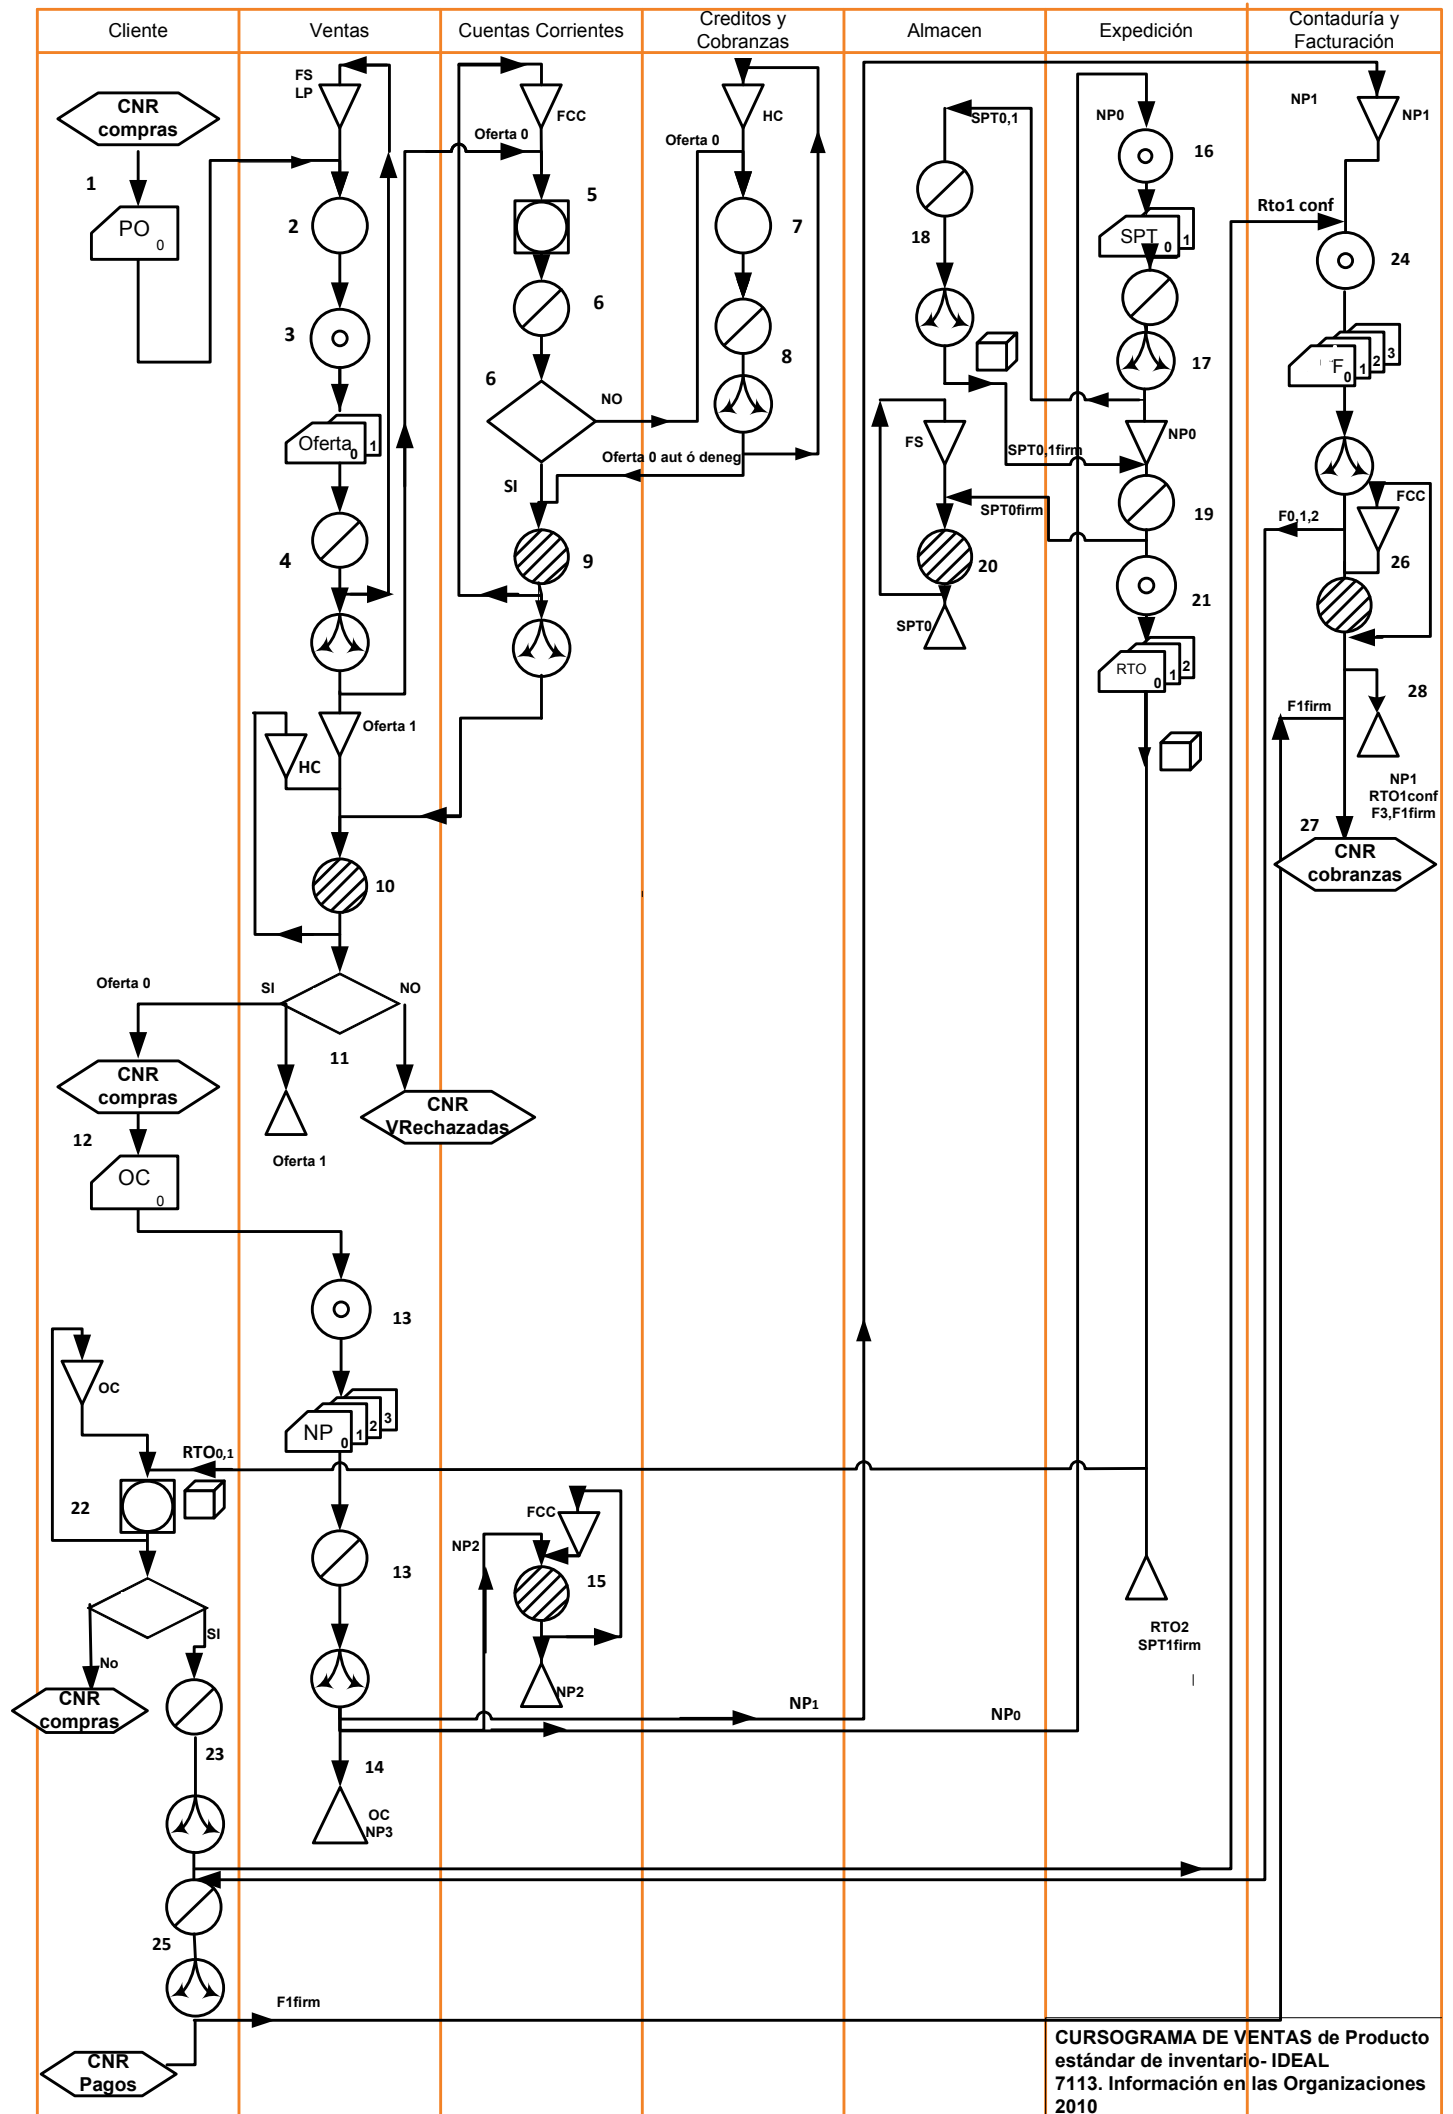 Cliente
Ventas
Cuentas Corrientes
Creditos y
Cobranzas
Almacen
Expedición
Contaduría y
Facturación
CNR
compras
1
PO
0
FS
LP
2
3
Oferta
0
1
4
Oferta 0
FCC
5
6
6
NO
SI
Oferta 0
HC
7
8
Oferta 0 aut ó deneg
9
Oferta 1
HC
10
SI
NO
11
Oferta 0
CNR
compras
Oferta 1
CNR
VRechazadas
12
OC
0
13
NP
0
1
2
3
13
14
OC
NP3
NP2
FCC
15
NP2
NP1
NP0
SPT0,1
18
FS
SPT0,1firm
SPT0firm
20
SPT0
NP0
16
SPT
0
1
17
NP0
19
21
RTO
0
1
2
RTO2
SPT1firm
NP1
NP1
Rto1 conf
24
F
0
1
2
3
FCC
F0,1,2
26
F1firm
28
NP1
RTO1conf
F3,F1firm
27
CNR
cobranzas
OC
RTO0,1
22
No
SI
CNR
compras
23
25
F1firm
CNR
Pagos
CURSOGRAMA DE VENTAS de Producto
estándar de inventario- IDEAL
7113. Información en las Organizaciones
2010